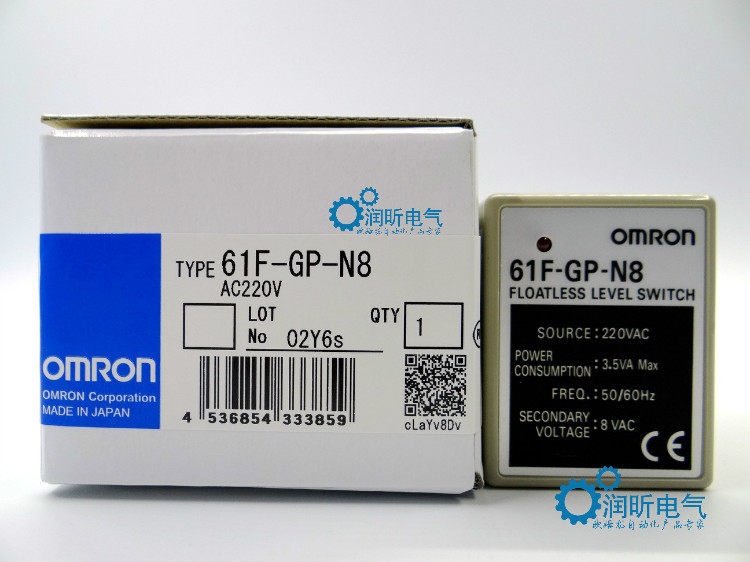 润昕电气
TYPE 61F-GP-N8
AC220V
LOT
No 02Y6s
QTY 1
OMRON
OMRON Corporation
MADE IN JAPAN
4 536854 333859
cLaYv8Dv
OMRON
61F-GP-N8
FLOATLESS LEVEL SWITCH
SOURCE : 220VAC
POWER
CONSUMPTION : 3.5VA Max
FREQ. : 50/60Hz
SECONDARY
VOLTAGE : 8 VAC
CE
润昕电气